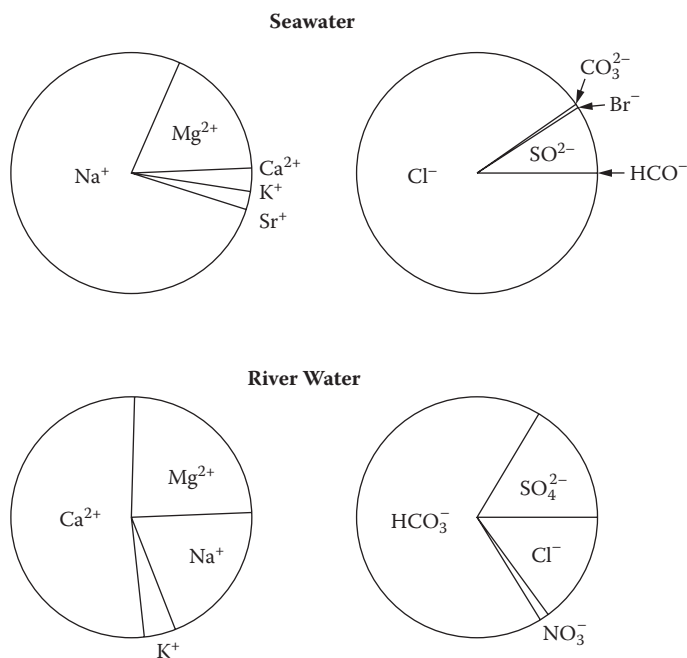 Seawater
Na⁺
Mg²⁺
Ca²⁺
K⁺
Sr⁺
Cl⁻
CO₃²⁻
Br⁻
SO²⁻
HCO⁻
River Water
Ca²⁺
Mg²⁺
Na⁺
K⁺
HCO₃⁻
SO₄²⁻
Cl⁻
NO₃⁻